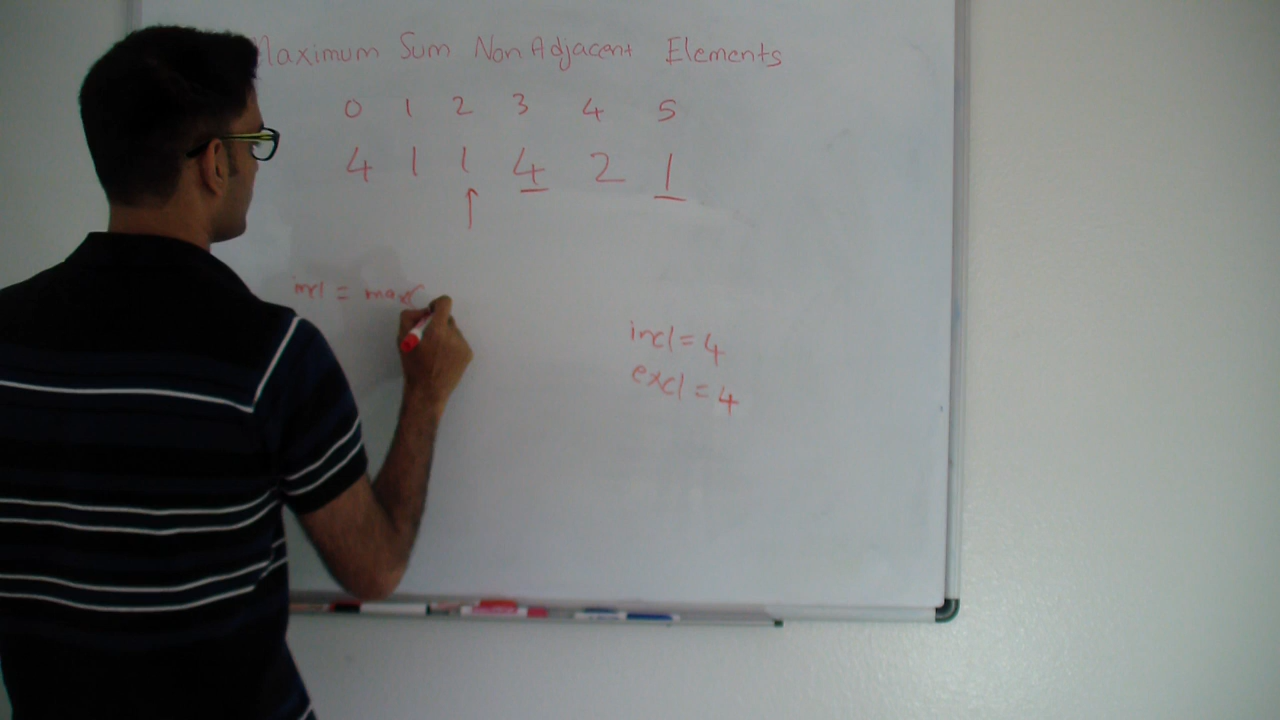 Maximum Sum Non Adjacent Elements
0 1 2 3 4 5
4 1 1 4 2 1
incl = max(
incl = 4
excl = 4